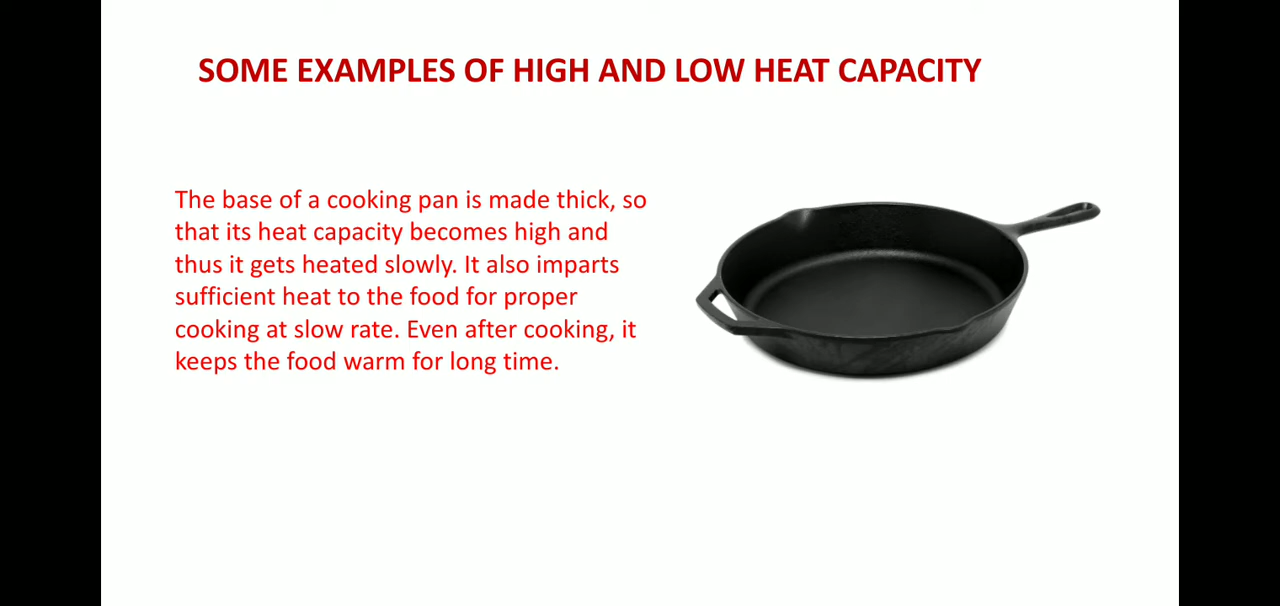 SOME EXAMPLES OF HIGH AND LOW HEAT CAPACITY
The base of a cooking pan is made thick, so
that its heat capacity becomes high and
thus it gets heated slowly. It also imparts
sufficient heat to the food for proper
cooking at slow rate. Even after cooking, it
keeps the food warm for long time.